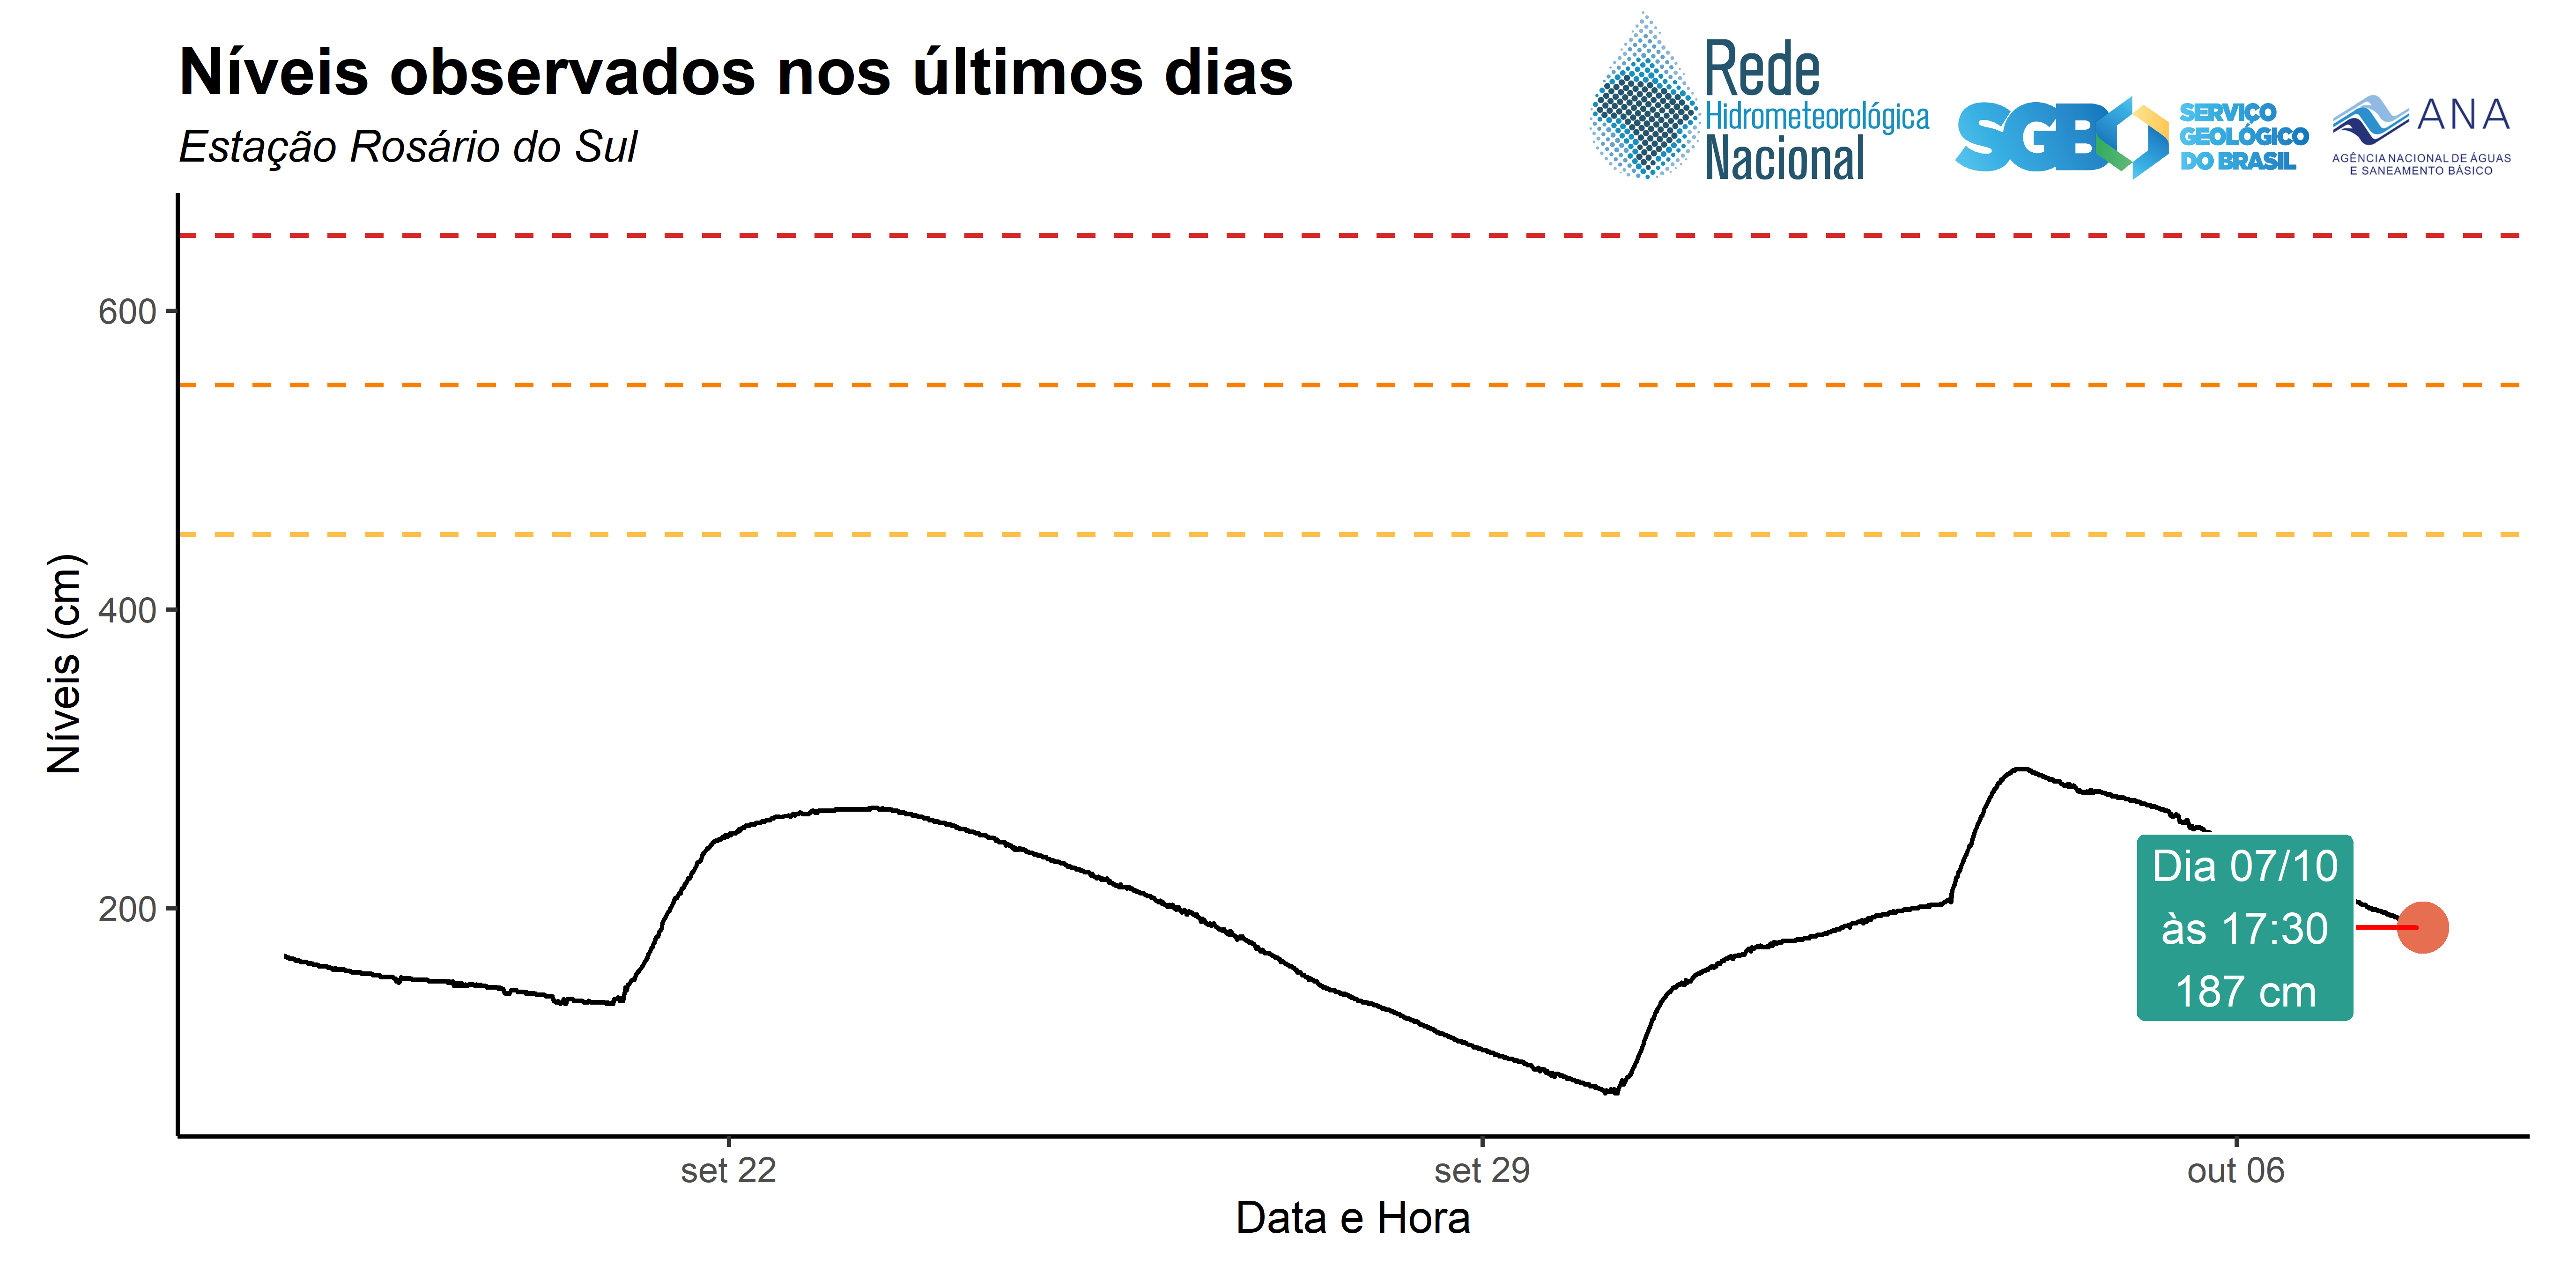 Níveis observados nos últimos dias
Estação Rosário do Sul
Rede
Hidrometeorológica
Nacional
SGB
SERVIÇO
GEOLÓGICO
DO BRASIL
ANA
AGÊNCIA NACIONAL DE ÁGUAS
E SANEAMENTO BÁSICO
Níveis (cm)
600
400
200
Dia 07/10
às 17:30
187 cm
set 22
set 29
out 06
Data e Hora